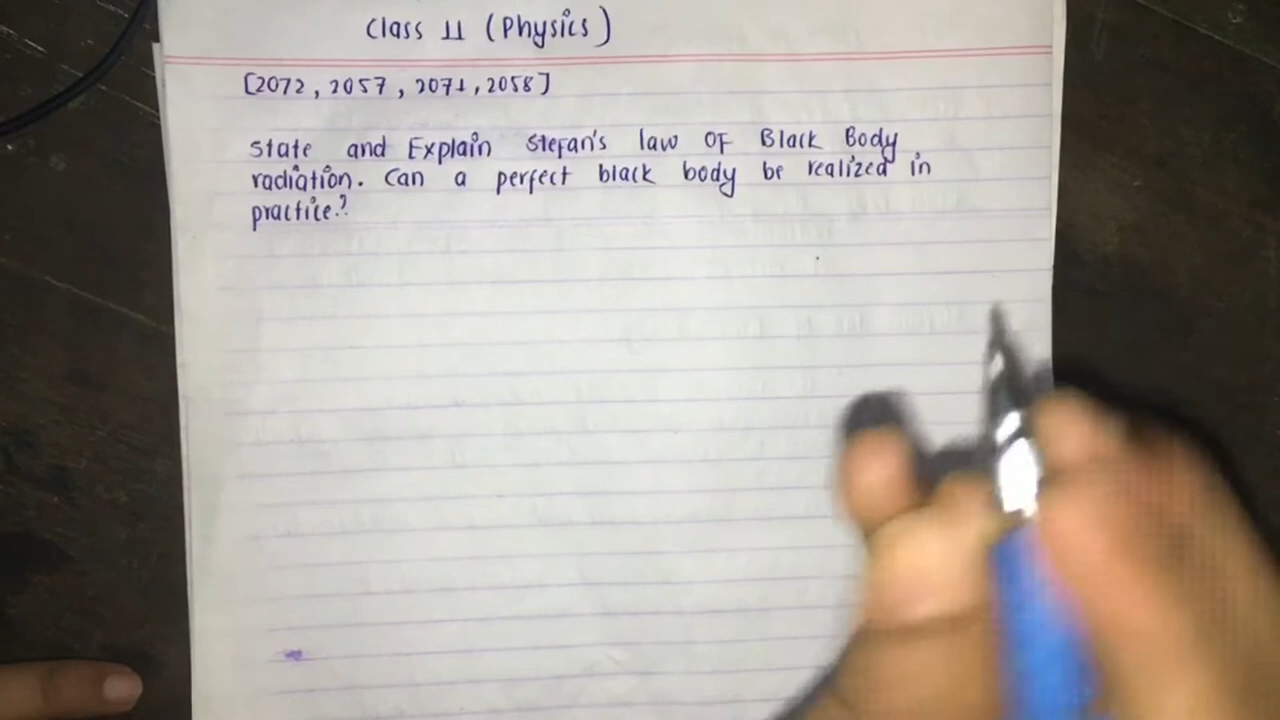 Class 11 (Physics)
[2072, 2057, 2071, 2058]
State and Explain Stefan's law OF Black Body
radiation. Can a perfect black body be realized in
practice.?